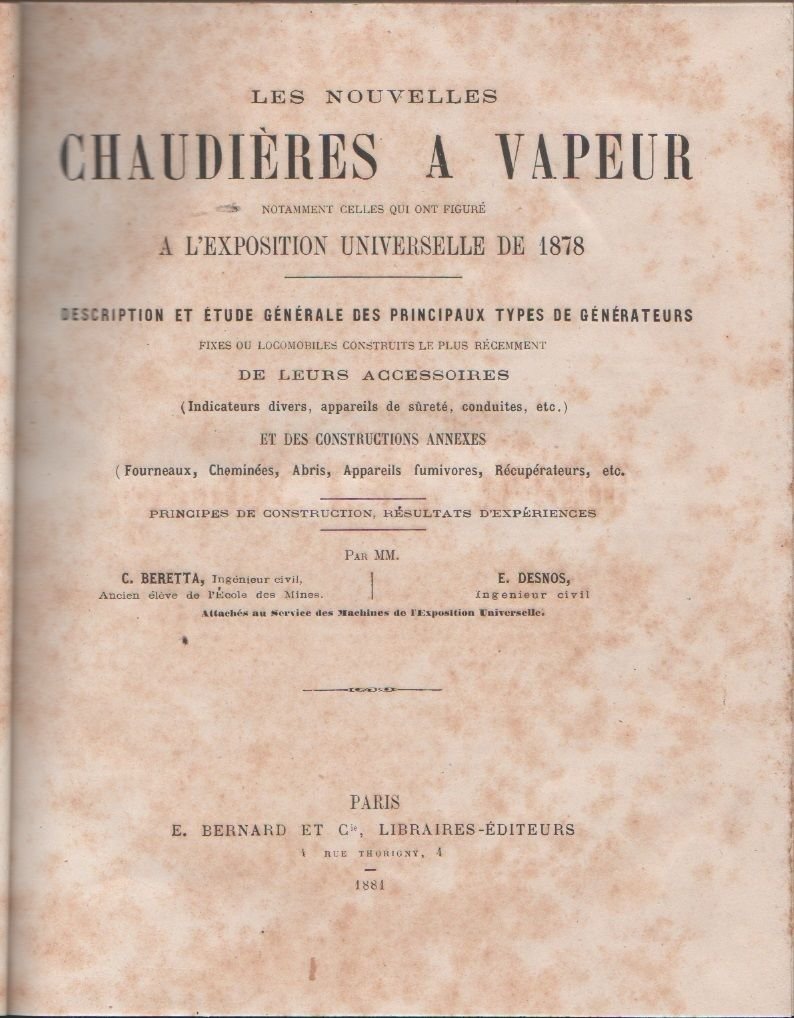 LES NOUVELLES
CHAUDIÈRES A VAPEUR
NOTAMMENT CELLES QUI ONT FIGURÉ
A L'EXPOSITION UNIVERSELLE DE 1878
DESCRIPTION ET ÉTUDE GÉNÉRALE DES PRINCIPAUX TYPES DE GÉNÉRATEURS
FIXES OU LOCOMOBILES CONSTRUITS LE PLUS RÉCEMMENT
DE LEURS ACCESSOIRES
(Indicateurs divers, appareils de sûreté, conduites, etc.)
ET DES CONSTRUCTIONS ANNEXES
(Fourneaux, Cheminées, Abris, Appareils fumivores, Récupérateurs, etc.
PRINCIPES DE CONSTRUCTION, RÉSULTATS D'EXPÉRIENCES
PAR MM.
C. BERETTA, Ingénieur civil,
Ancien élève de l'École des Mines.
E. DESNOS,
Ingenieur civil
Attachés au Service des Machines de l'Exposition Universelle.
PARIS
E. BERNARD ET Cie, LIBRAIRES-ÉDITEURS
4 RUE THORIGNY, 4
1881